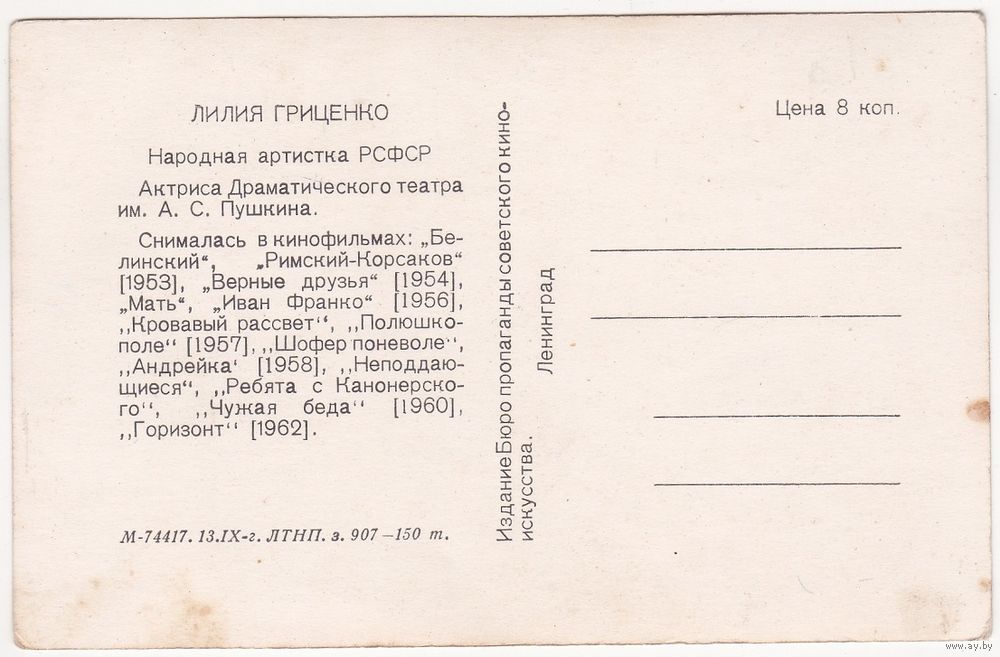 ЛИЛИЯ ГРИЦЕНКО
Народная артистка РСФСР
Актриса Драматического театра
им. А. С. Пушкина.
Снималась в кинофильмах: „Бе-
линский“, „Римский-Корсаков“
[1953], „Верные друзья“ [1954],
„Мать“, „Иван Франко“ [1956],
,,Кровавый рассвет‘‘, ,,Полюшко-
поле‘‘ [1957], ,,Шофер поневоле‘‘,
,,Андрейка‘ [1958], ,,Неподдаю-
щиеся‘‘, ,,Ребята с Канонерско-
го‘‘, ,,Чужая беда‘‘ [1960],
,,Горизонт‘‘ [1962].
М-74417. 13.IX-г. ЛТНП. з. 907—150 т.
Издание Бюро пропаганды советского кино-
искусства.
Ленинград
Цена 8 коп.
www.ay.by